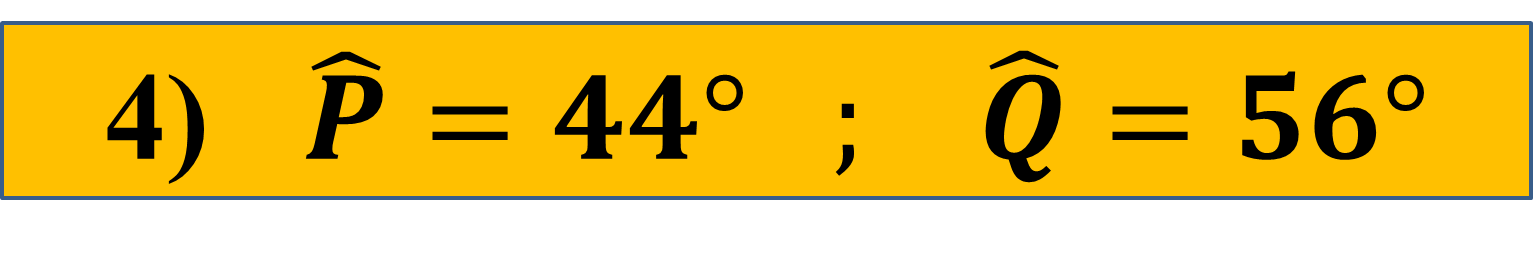 4) P̂ = 44° ; Q̂ = 56°